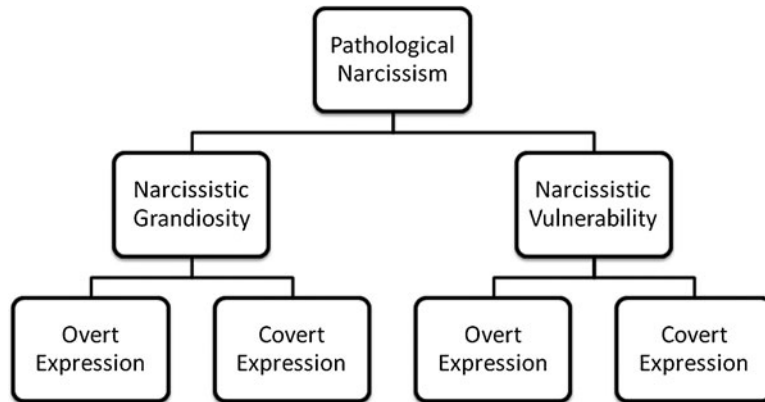 Pathological
Narcissism
Narcissistic
Grandiosity
Narcissistic
Vulnerability
Overt
Expression
Covert
Expression
Overt
Expression
Covert
Expression